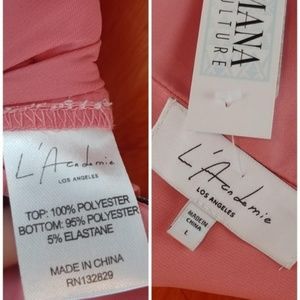 L'Academie
LOS ANGELES
TOP: 100% POLYESTER
BOTTOM: 95% POLYESTER
5% ELASTANE
MADE IN CHINA
RN132829
MANA
CULTURE
L'Academie
LOS ANGELES
MADE IN
CHINA
L